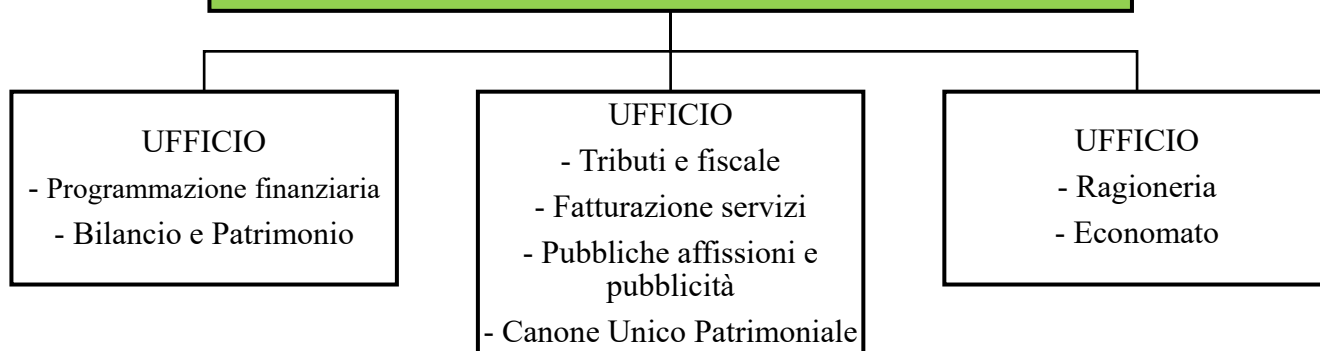 UFFICIO
- Programmazione finanziaria
- Bilancio e Patrimonio
UFFICIO
- Tributi e fiscale
- Fatturazione servizi
- Pubbliche affissioni e
pubblicità
- Canone Unico Patrimoniale
UFFICIO
- Ragioneria
- Economato